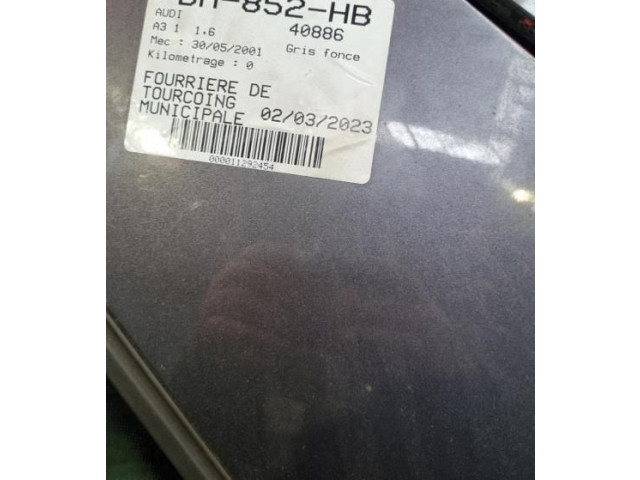 -852-HB
AUDI
A3 1 1.6 40886
Mec : 30/05/2001 Gris fonce
Kilometrage : 0
FOURRIERE DE
TOURCOING
MUNICIPALE 02/03/2023
000011292454